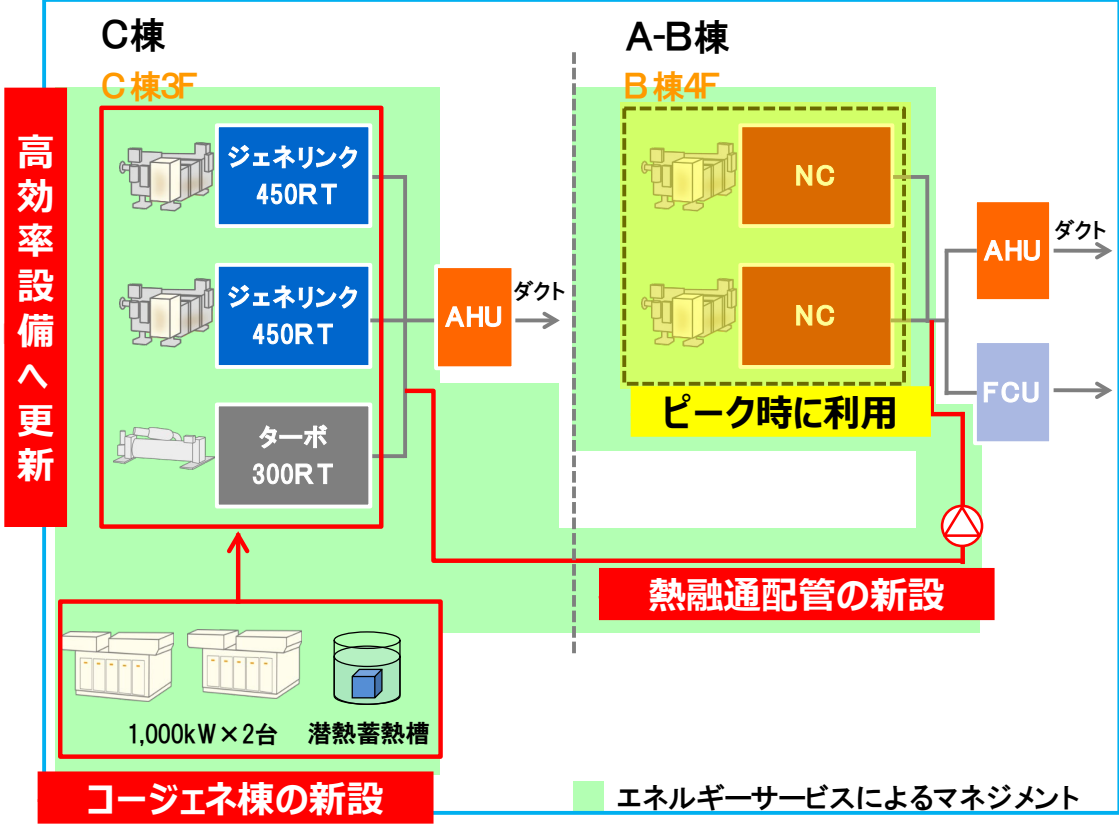 C棟
C棟3F
高効率設備へ更新
ジェネリンク
450RT
ジェネリンク
450RT
ターボ
300RT
AHU
ダクト
1,000kW×2台
潜熱蓄熱槽
コージェネ棟の新設
A-B棟
B棟4F
NC
NC
ピーク時に利用
AHU
ダクト
FCU
熱融通配管の新設
エネルギーサービスによるマネジメント